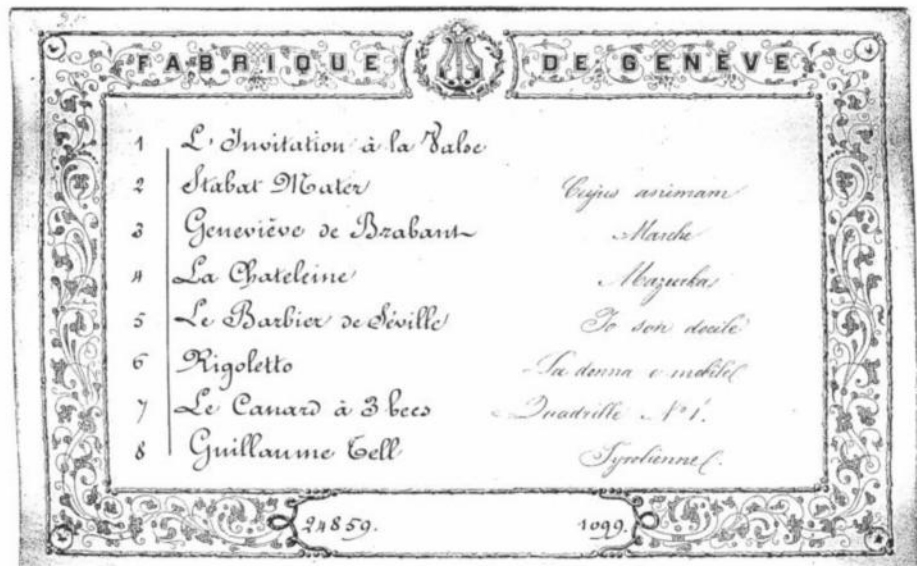 FABRIQUE DE GENÈVE
1 L'Invitation à la Valse
2 Stabat Mater Cujus animam
3 Geneviève de Brabant Marche
4 La Chateleine Mazurka
5 Le Barbier de Séville Io son docile
6 Rigoletto La donna e mobile
7 Le Canard à 3 becs Quadrille Nº 1.
8 Guillaume Tell Tyrolienne.
24859. 1099.